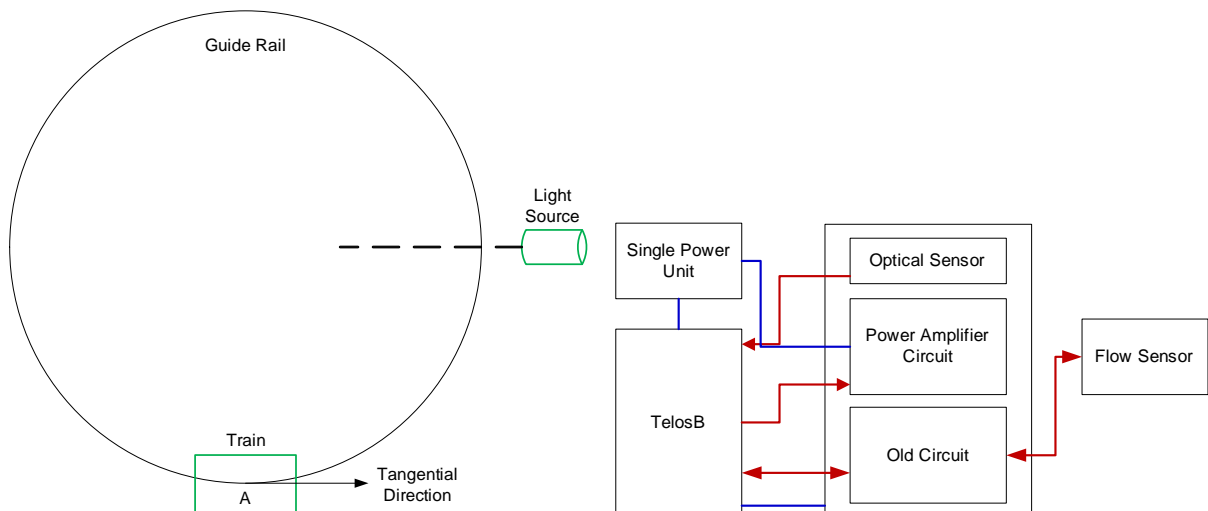 Guide Rail
Light
Source
Train
A
Tangential
Direction
Single Power
Unit
TelosB
Optical Sensor
Power Amplifier
Circuit
Old Circuit
Flow Sensor